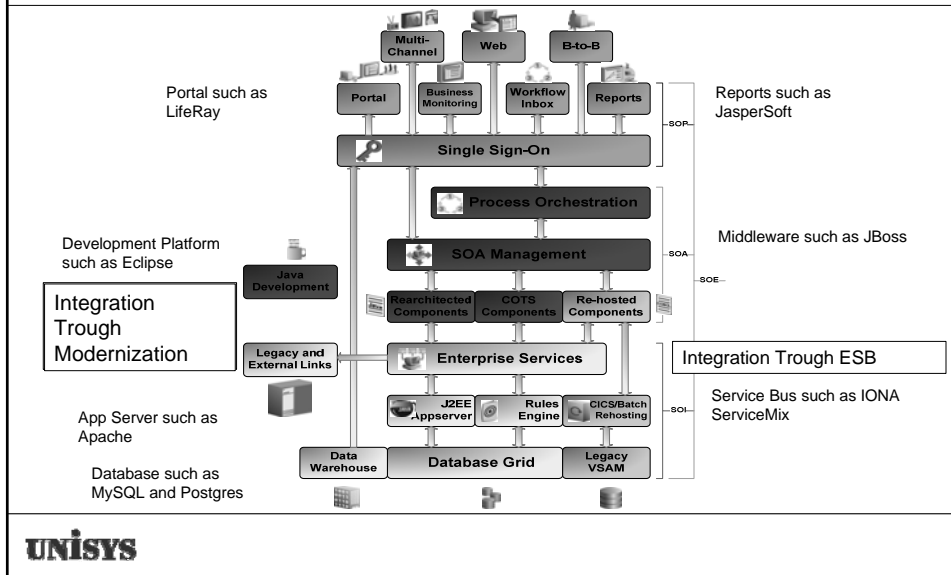 Multi-
Channel
Web
B-to-B
Portal such as
LifeRay
Portal
Business
Monitoring
Workflow
Inbox
Reports
Reports such as
JasperSoft
SOP
Single Sign-On
Process Orchestration
Middleware such as JBoss
SOA
SOE
Development Platform
such as Eclipse
SOA Management
Java
Development
Rearchitected
Components
COTS
Components
Re-hosted
Components
Integration
Trough
Modernization
Legacy and
External Links
Enterprise Services
Integration Trough ESB
Service Bus such as IONA
ServiceMix
SOI
App Server such as
Apache
J2EE
Appserver
Rules
Engine
CICS/Batch
Rehosting
Database such as
MySQL and Postgres
Data
Warehouse
Database Grid
Legacy
VSAM
UNISYS